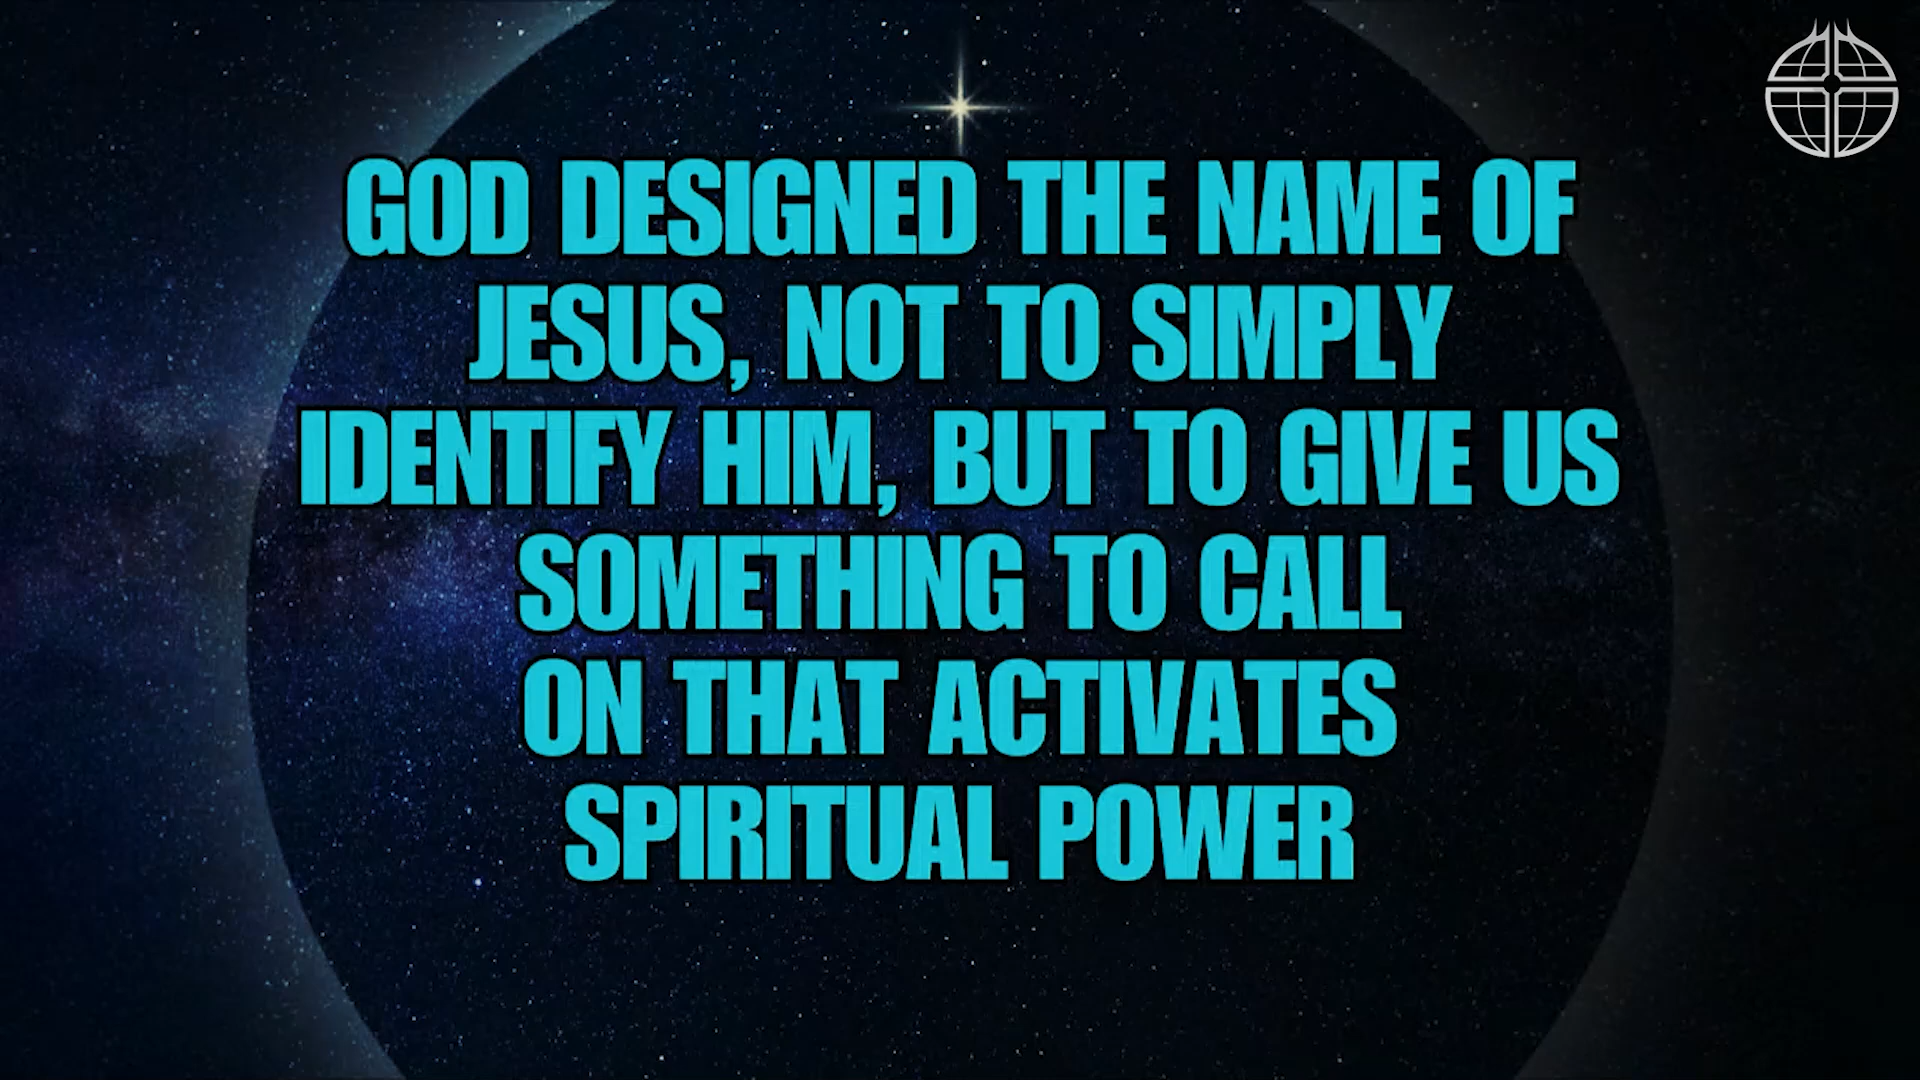 GOD DESIGNED THE NAME OF
JESUS, NOT TO SIMPLY
IDENTIFY HIM, BUT TO GIVE US
SOMETHING TO CALL
ON THAT ACTIVATES
SPIRITUAL POWER